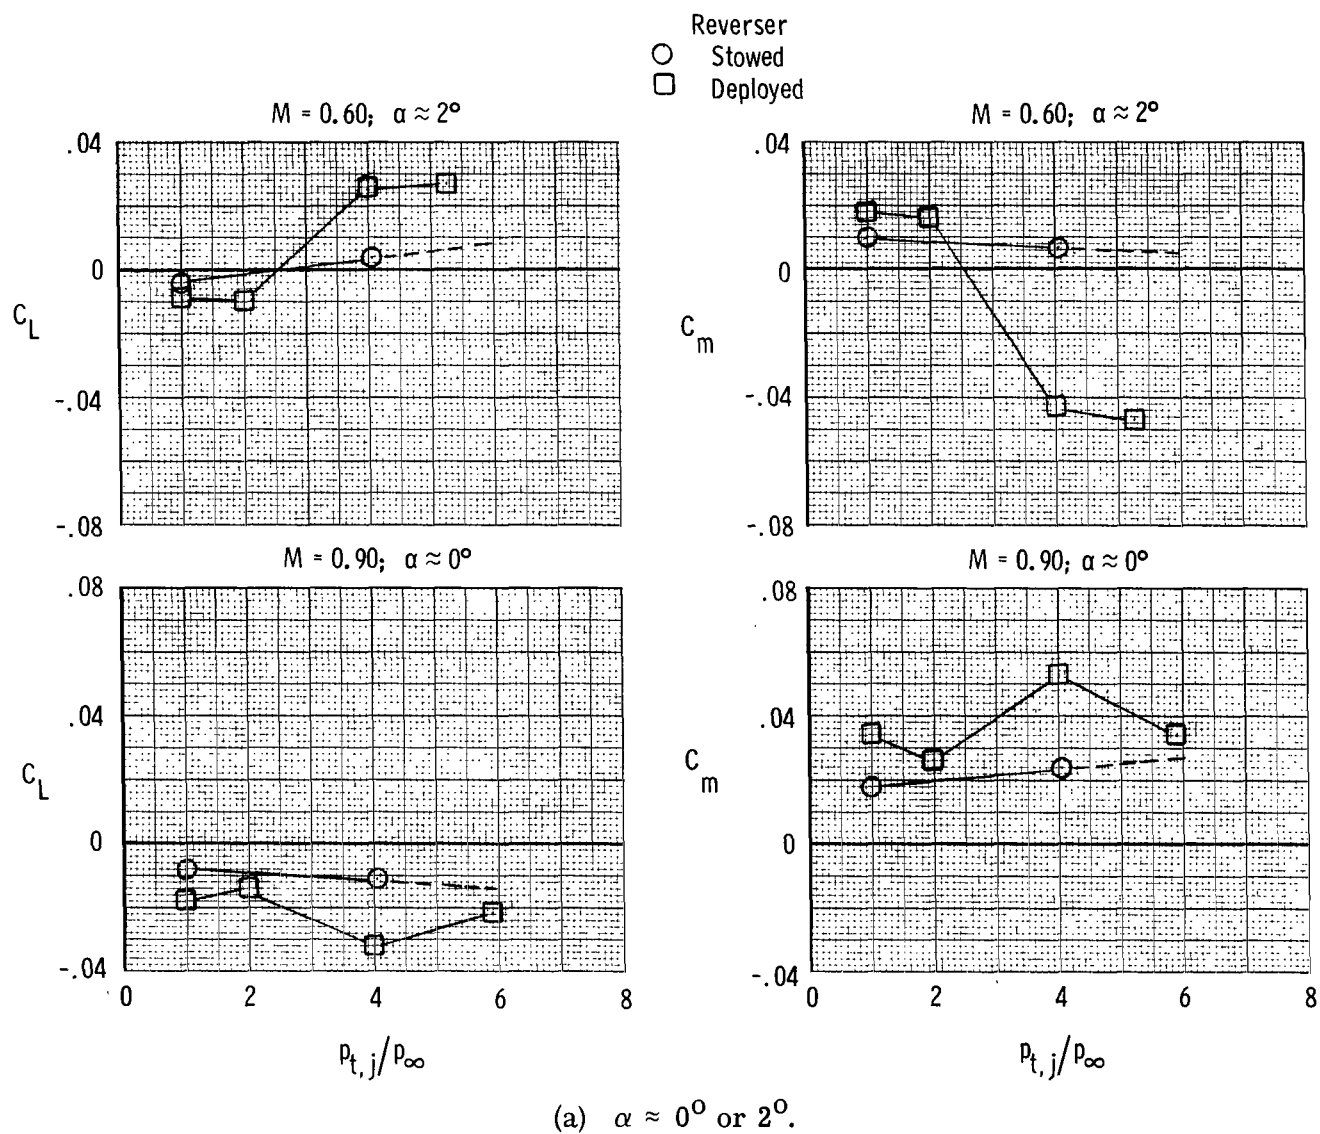 Reverser
Stowed
Deployed
M = 0.60; α ≈ 2°
.04
0
-.04
-.08
C_L
M = 0.60; α ≈ 2°
.04
0
-.04
-.08
C_m
M = 0.90; α ≈ 0°
.08
.04
0
-.04
C_L
0 2 4 6 8
p_t,j/p_∞
M = 0.90; α ≈ 0°
.08
.04
0
-.04
C_m
0 2 4 6 8
p_t,j/p_∞
(a) α ≈ 0° or 2°.